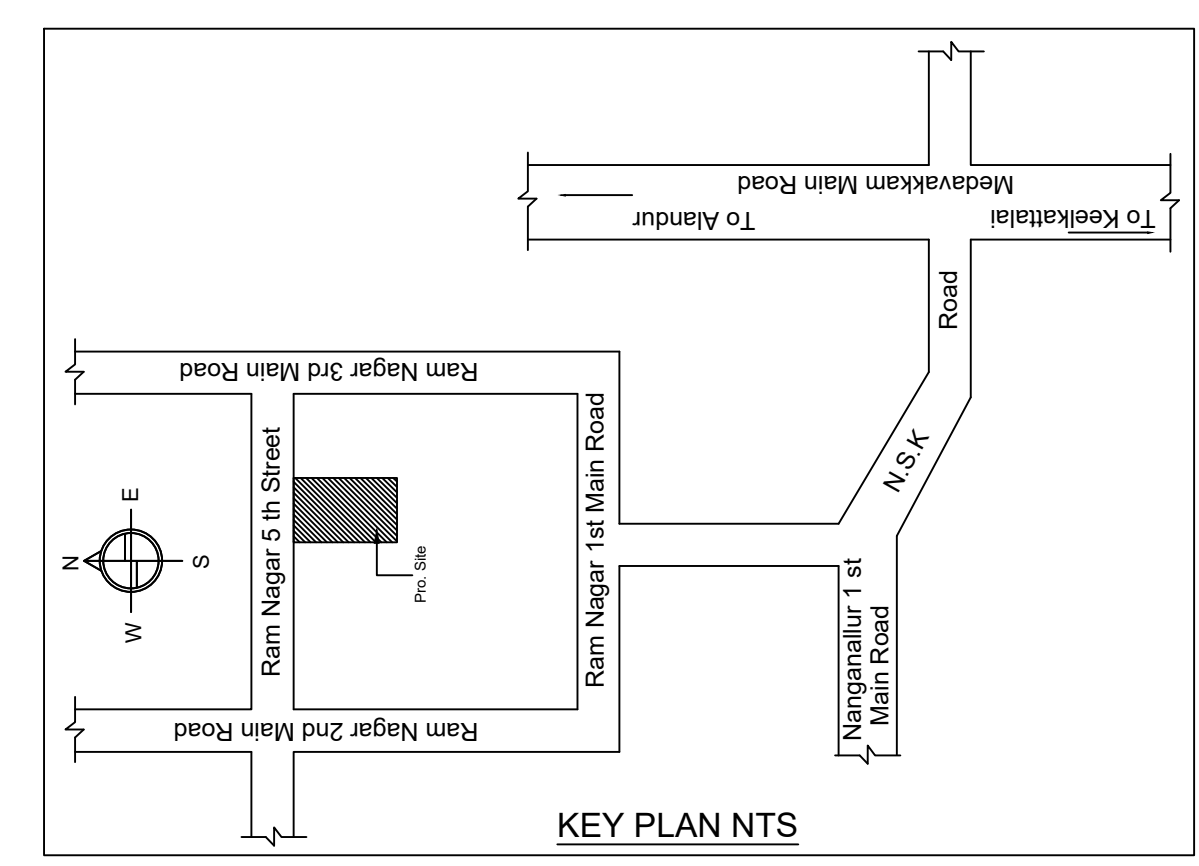 Medavakkam Main Road
To Alandur
To Keelkattalai
Road
N.S.K
Ram Nagar 3rd Main Road
Ram Nagar 5 th Street
Ram Nagar 1st Main Road
N
E
S
W
Pro. Site
Ram Nagar 2nd Main Road
Nanganallur 1 st
Main Road
KEY PLAN NTS